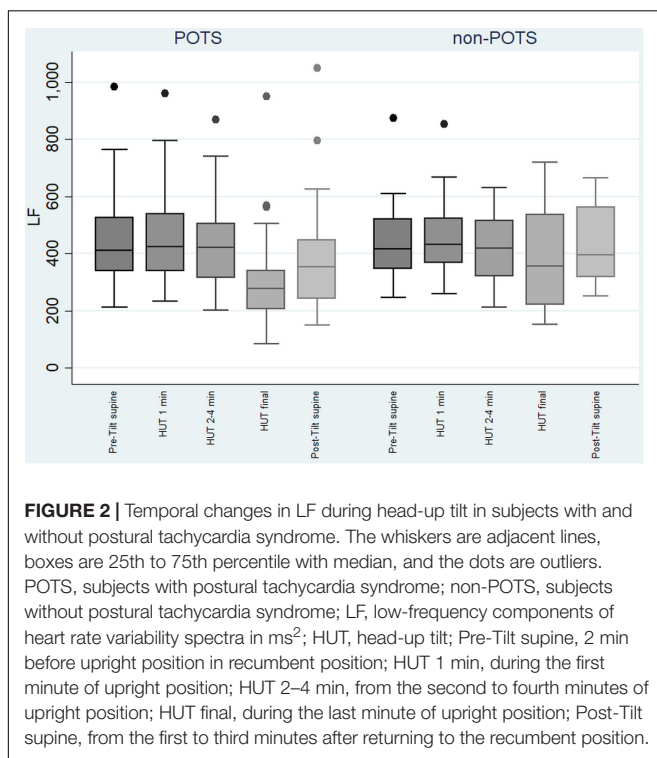 POTS non-POTS
1,000
800
600
400
200
0
LF
Pre-Tilt supine
HUT 1 min
HUT 2-4 min
HUT final
Post-Tilt supine
Pre-Tilt supine
HUT 1 min
HUT 2-4 min
HUT final
Post-Tilt supine
FIGURE 2 | Temporal changes in LF during head-up tilt in subjects with and
without postural tachycardia syndrome. The whiskers are adjacent lines,
boxes are 25th to 75th percentile with median, and the dots are outliers.
POTS, subjects with postural tachycardia syndrome; non-POTS, subjects
without postural tachycardia syndrome; LF, low-frequency components of
heart rate variability spectra in ms²; HUT, head-up tilt; Pre-Tilt supine, 2 min
before upright position in recumbent position; HUT 1 min, during the first
minute of upright position; HUT 2–4 min, from the second to fourth minutes of
upright position; HUT final, during the last minute of upright position; Post-Tilt
supine, from the first to third minutes after returning to the recumbent position.